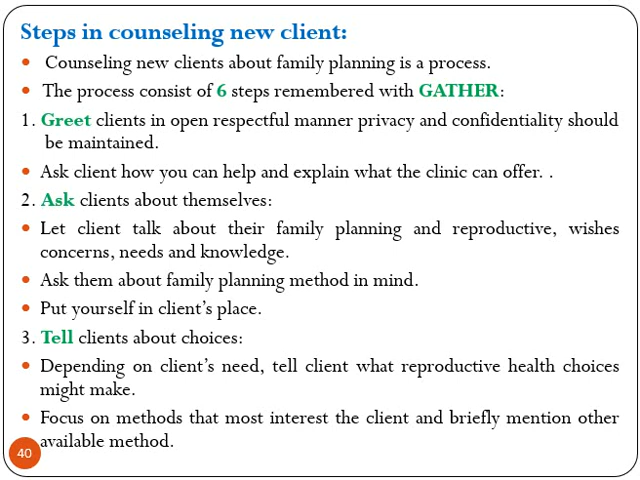 Steps in counseling new client:
• Counseling new clients about family planning is a process.
• The process consist of 6 steps remembered with GATHER:
1. Greet clients in open respectful manner privacy and confidentiality should
be maintained.
• Ask client how you can help and explain what the clinic can offer. .
2. Ask clients about themselves:
• Let client talk about their family planning and reproductive, wishes
concerns, needs and knowledge.
• Ask them about family planning method in mind.
• Put yourself in client's place.
3. Tell clients about choices:
• Depending on client's need, tell client what reproductive health choices
might make.
• Focus on methods that most interest the client and briefly mention other
available method.
40